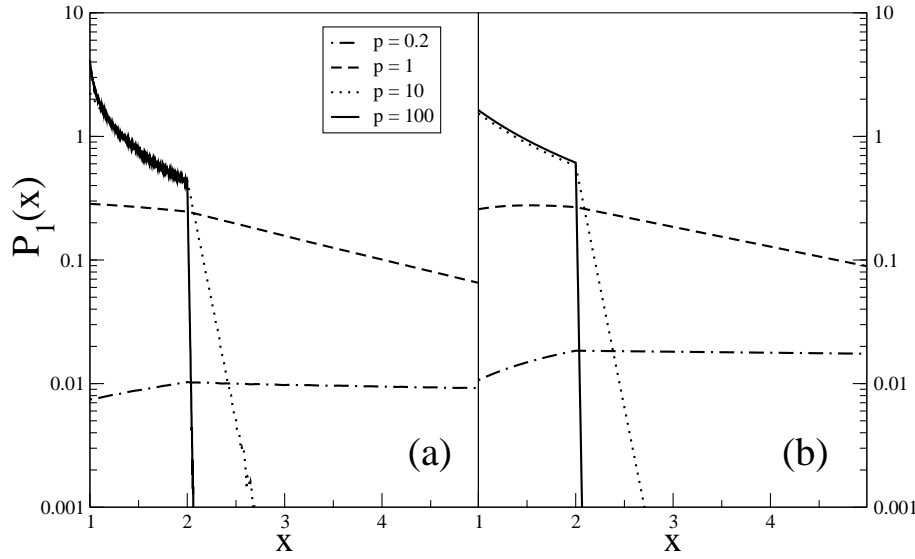 10
10
p = 0.2
p = 1
p = 10
p = 100
1
1
P₁(x)
0.1
0.1
0.01
0.01
(a)
(b)
0.001
0.001
1 2 3 4 1 2 3 4
x x